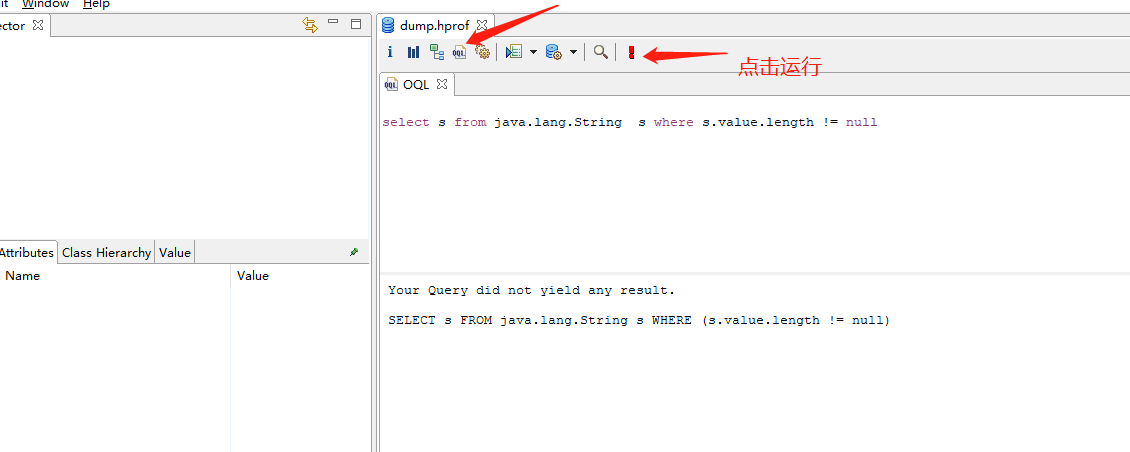 it Window Help
ector
dump.hprof
i OQL
点击运行
OQL OQL
select s from java.lang.String  s where s.value.length != null
Attributes Class Hierarchy Value
Name Value
Your Query did not yield any result.
SELECT s FROM java.lang.String s WHERE (s.value.length != null)